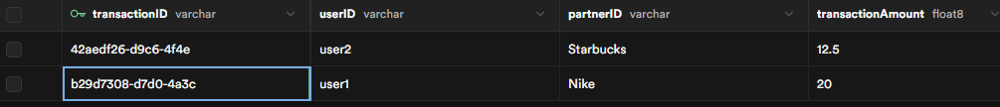 transactionID varchar userID varchar partnerID varchar transactionAmount float8
42aedf26-d9c6-4f4e user2 Starbucks 12.5
b29d7308-d7d0-4a3c user1 Nike 20